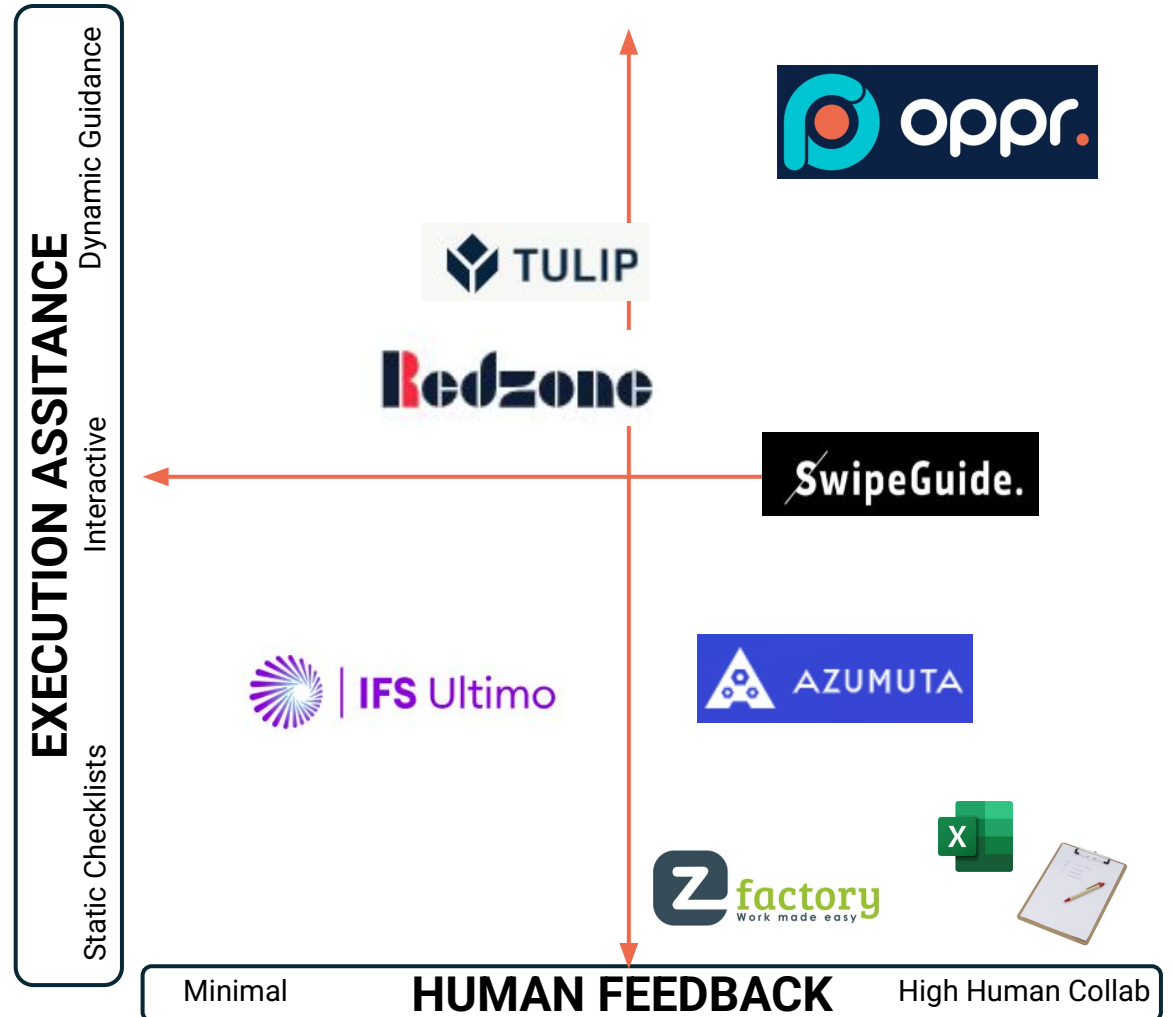 EXECUTION ASSITANCE
Dynamic Guidance
Interactive
Static Checklists
oppr.
TULIP
Redzone
SwipeGuide.
IFS Ultimo
AZUMUTA
X
Z factory
Work made easy
Minimal
HUMAN FEEDBACK
High Human Collab